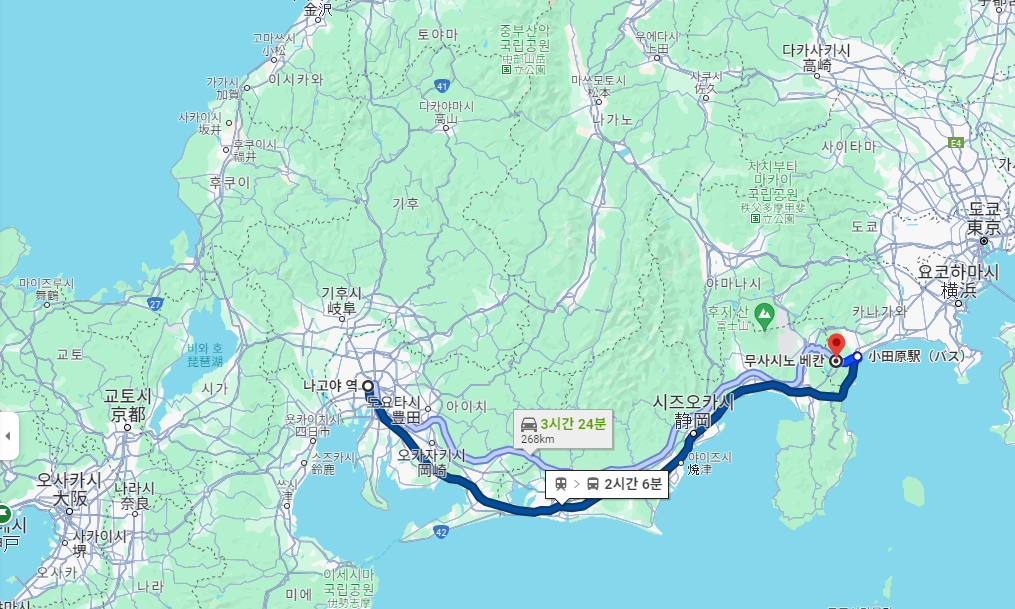 金沢
토야마
중부산악
국립공원
中部山岳
国立公園
고마쓰시
小松
우에다시
上田
다카사키시
高崎
이시카와
가가시
加賀
41
마쓰모토시
松本
사쿠시
佐久
다카야마시
高山
사카이시
坂井
나가노
후쿠이시
福井
E4
사이타마
후쿠이
지치부타
마카이
국립공원
秩父多摩甲斐
国立公園
기후
도쿄
東京
도쿄
요코하마시
横浜
마이즈루시
舞鶴
27
기후시
岐阜
야마나시
후지산
富士山
카나가와
교토
비와 호
琵琶湖
무사시노 베칸
小田原駅（バス）
나고야 역
시가
교토시
京都
도요타시
豊田
아이치
시즈오카시
静岡
욧카이치시
四日市
3시간 24분
268km
오카자키시
岡崎
스즈카시
鈴鹿
야이즈시
焼津
2시간 6분
오사카시
大阪
나라시
奈良
쓰시
津
42
사카이시
堺
오사카
나라
미에
이세시마
국립공원
伊勢志摩